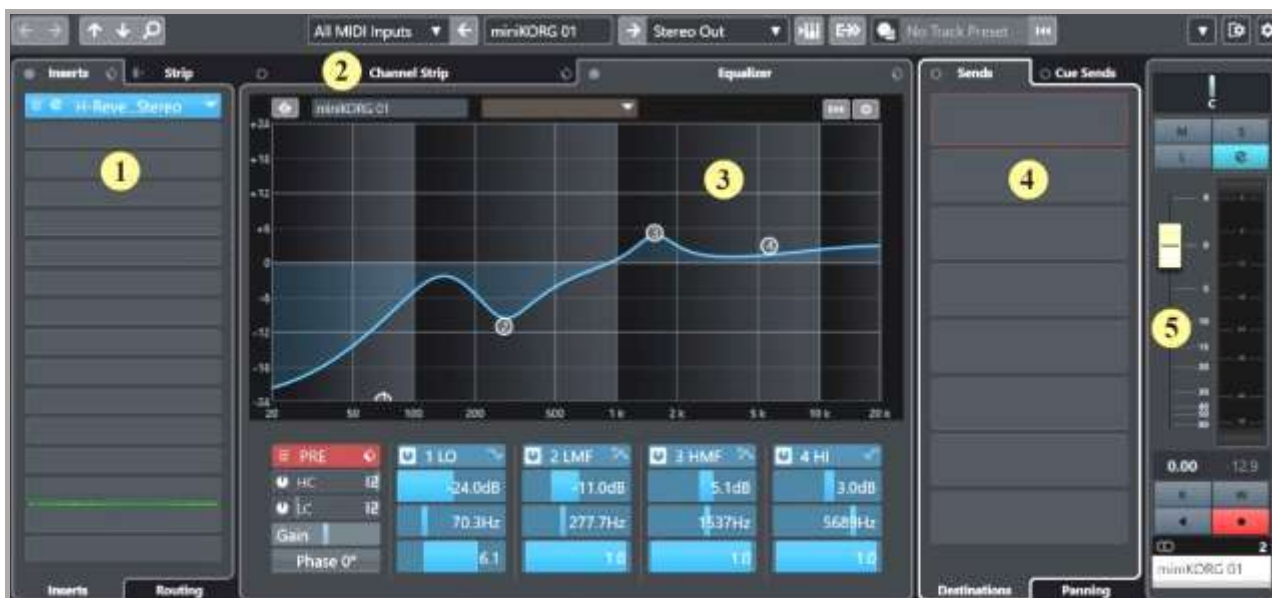 All MIDI Inputs miniKORG 01 Stereo Out No Track Preset
Inserts Strip 2 Channel Strip Equalizer Sends Cue Sends
H-Reve...Stereo
miniKORG 01
C
M S
L e
1 3 4 5
+24
+18
+12
+6
0
-6
-12
-18
-24
20 50 100 200 500 1 k 2 k 5 k 10 k 20 k
PRE 1 LO 2 LMF 3 HMF 4 HI
HC 12 -24.0dB -11.0dB 5.1dB 3.0dB
LC 12 70.3Hz 277.7Hz 1537Hz 5689Hz
Gain
Phase 0° 6.1 1.0 1.0 1.0
0.00 12.9
R W
2
miniKORG 01
Inserts Routing Destinations Panning